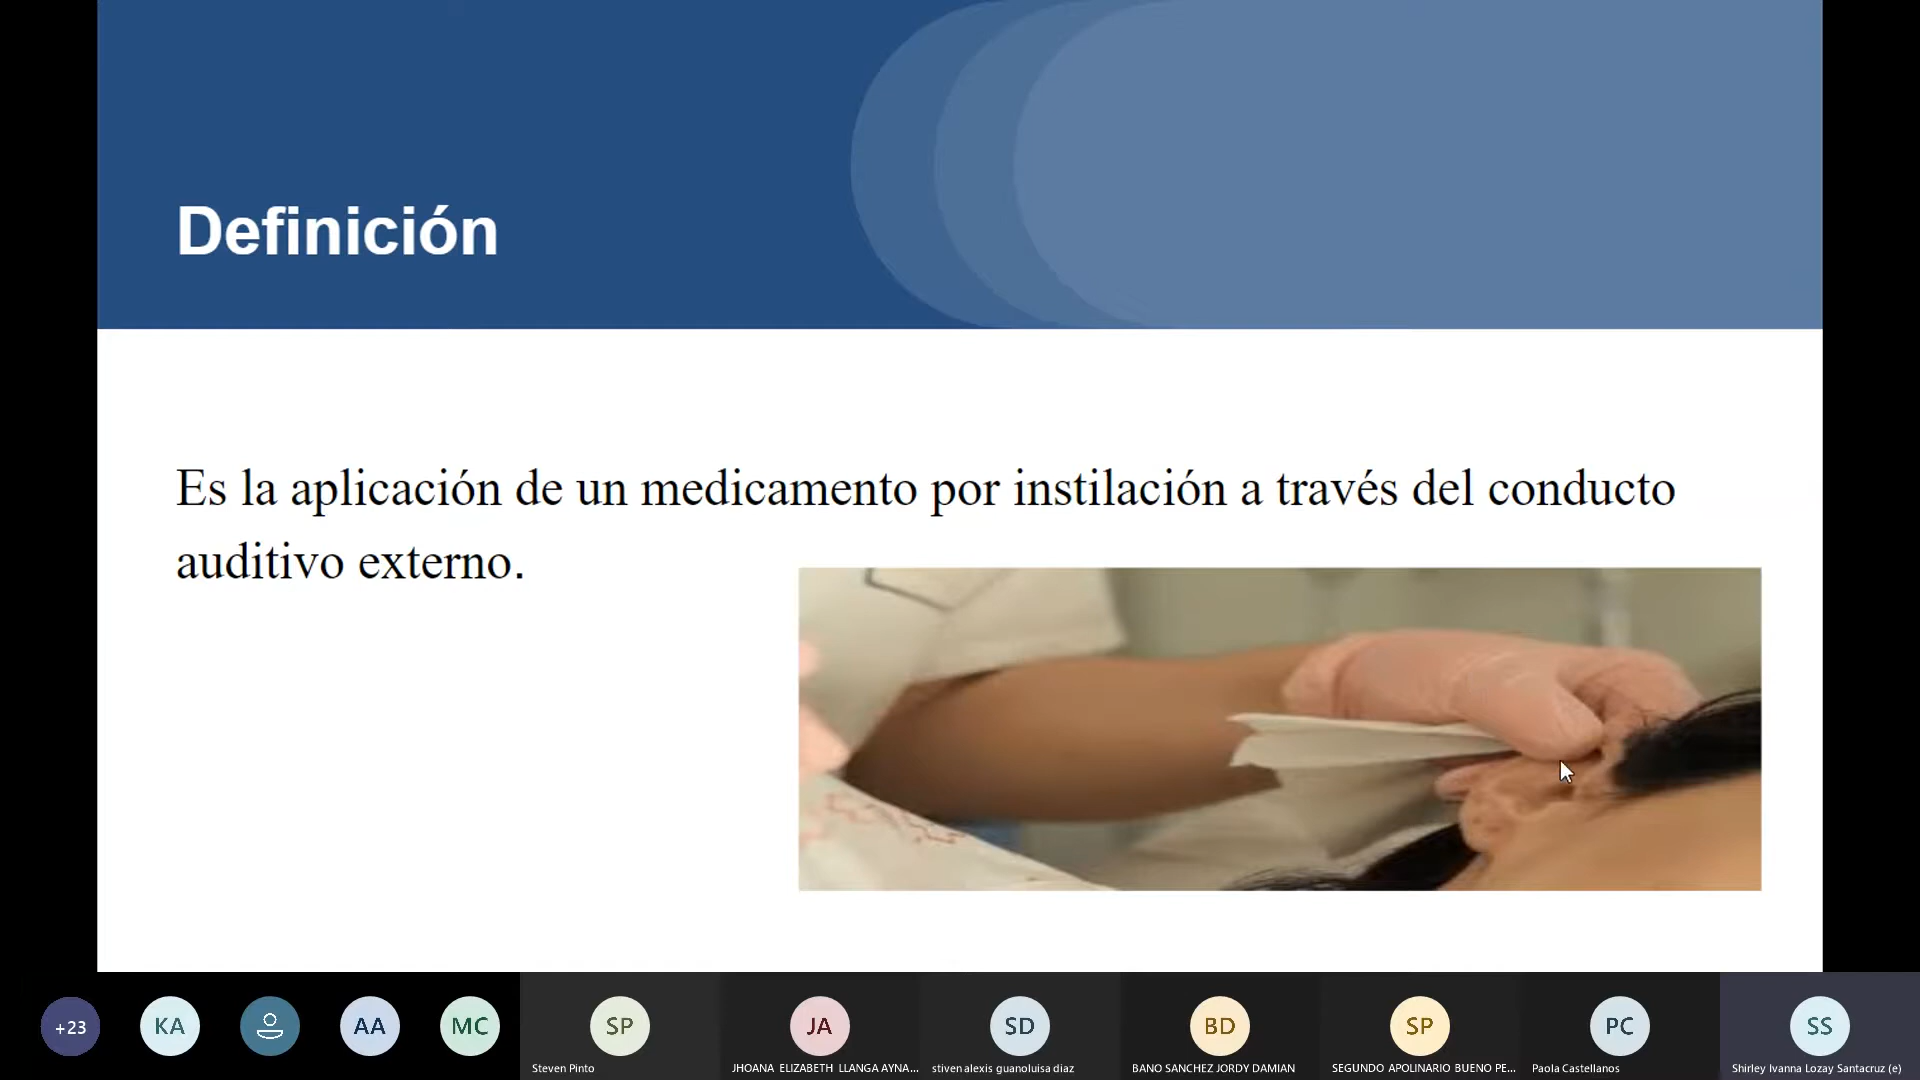 Definición
Es la aplicación de un medicamento por instilación a través del conducto
auditivo externo.
+23
KA
AA
MC
SP
JA
SD
BD
SP
PC
SS
Steven Pinto
JHOANA ELIZABETH LLANGA AYNA...
stiven alexis guanoluisa diaz
BANO SANCHEZ JORDY DAMIAN
SEGUNDO APOLINARIO BUENO PE...
Paola Castellanos
Shirley Ivanna Lozay Santacruz (e)